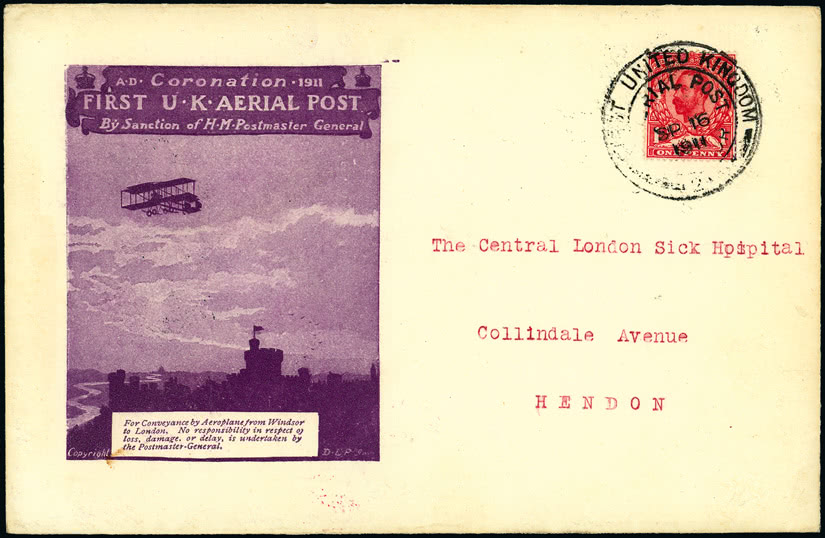 A·D· Coronation ·1911
FIRST U·K·AERIAL POST
By Sanction of H·M·Postmaster General
For Conveyance by Aeroplane from Windsor
to London. No responsibility in respect of
loss, damage, or delay, is undertaken by
the Postmaster-General.
Copyright
UNITED KINGDOM
AERIAL POST
SP 16
1911
ONE PENNY
The Central London Sick Hospital
Collindale Avenue
HENDON